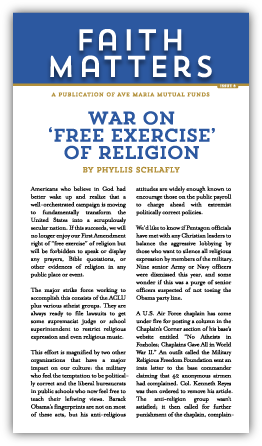 FAITH
MATTERS
ISSUE 6
A PUBLICATION OF AVE MARIA MUTUAL FUNDS
WAR ON
‘FREE EXERCISE’
OF RELIGION
BY PHYLLIS SCHLAFLY
Americans who believe in God had
better wake up and realize that a
well-orchestrated campaign is moving
to fundamentally transform the
United States into a scrupulously
secular nation. If this succeeds, we will
no longer enjoy our First Amendment
right of "free exercise" of religion but
will be forbidden to speak or display
any prayers, Bible quotations, or
other evidences of religion in any
public place or event.
The major strike force working to
accomplish this consists of the ACLU
plus various atheist groups. They are
always ready to file lawsuits to get
some supremacist judge or school
superintendent to restrict religious
expression and even religious music.
This effort is magnified by two other
organizations that have a major
impact on our culture: the military
who feel the temptation to be political-
ly correct and the liberal bureaucrats
in public schools who now feel free to
teach their leftwing views. Barack
Obama's fingerprints are not on most
of these acts, but his anti-religious
attitudes are widely enough known to
encourage those on the public payroll
to charge ahead with extremist
politically correct policies.
We'd like to know if Pentagon officials
have met with any Christian leaders to
balance the aggressive lobbying by
those who want to silence all religious
expression by members of the military.
Nine senior Army or Navy officers
were dismissed this year, and some
wonder if this was a purge of senior
officers suspected of not toeing the
Obama party line.
A U.S. Air Force chaplain has come
under fire for posting a column in the
Chaplain's Corner section of his base's
website entitled "No Atheists in
Foxholes: Chaplains Gave All in World
War II." An outfit called the Military
Religious Freedom Foundation sent an
irate letter to the base commander
claiming that 42 anonymous airmen
had complained. Col. Kenneth Reyes
was then ordered to remove his article.
The anti-religion group wasn't
satisfied; it then called for further
punishment of the chaplain, complain-